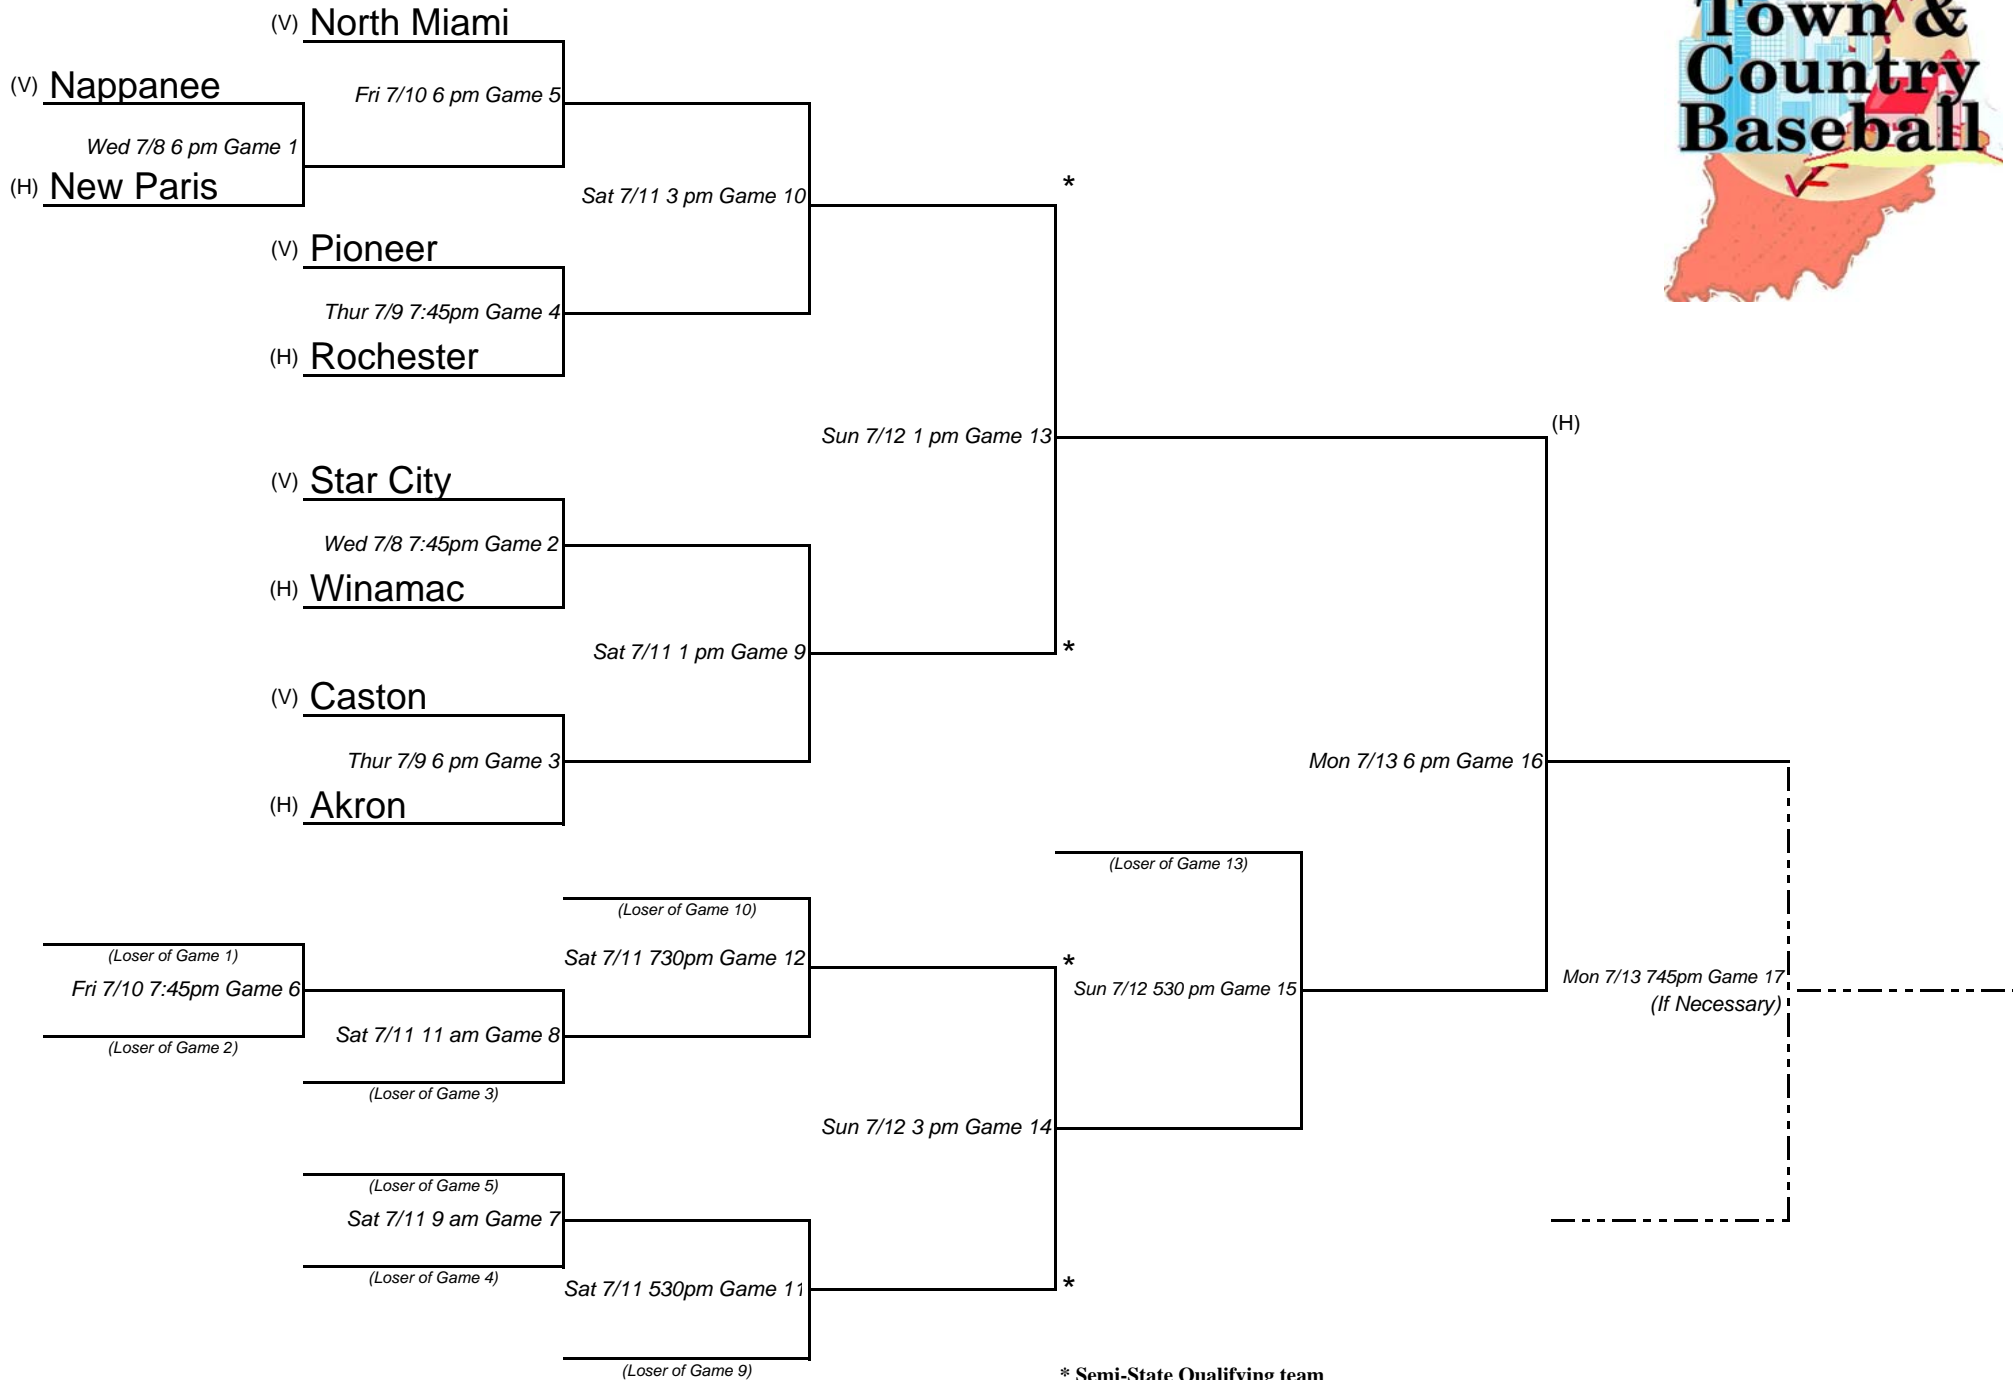 Town &
Country
Baseball
(V) North Miami
(V) Nappanee
Fri 7/10 6 pm Game 5
Wed 7/8 6 pm Game 1
(H) New Paris
*
Sat 7/11 3 pm Game 10
(V) Pioneer
Thur 7/9 7:45pm Game 4
(H) Rochester
(H)
Sun 7/12 1 pm Game 13
(V) Star City
Wed 7/8 7:45pm Game 2
(H) Winamac
*
Sat 7/11 1 pm Game 9
(V) Caston
Thur 7/9 6 pm Game 3
Mon 7/13 6 pm Game 16
(H) Akron
(Loser of Game 13)
(Loser of Game 10)
(Loser of Game 1)
Sat 7/11 730pm Game 12
*
Mon 7/13 745pm Game 17
Fri 7/10 7:45pm Game 6
Sun 7/12 530 pm Game 15
(If Necessary)
Sat 7/11 11 am Game 8
(Loser of Game 2)
(Loser of Game 3)
Sun 7/12 3 pm Game 14
(Loser of Game 5)
Sat 7/11 9 am Game 7
(Loser of Game 4)
Sat 7/11 530pm Game 11
*
(Loser of Game 9)
* Semi-State Qualifying team